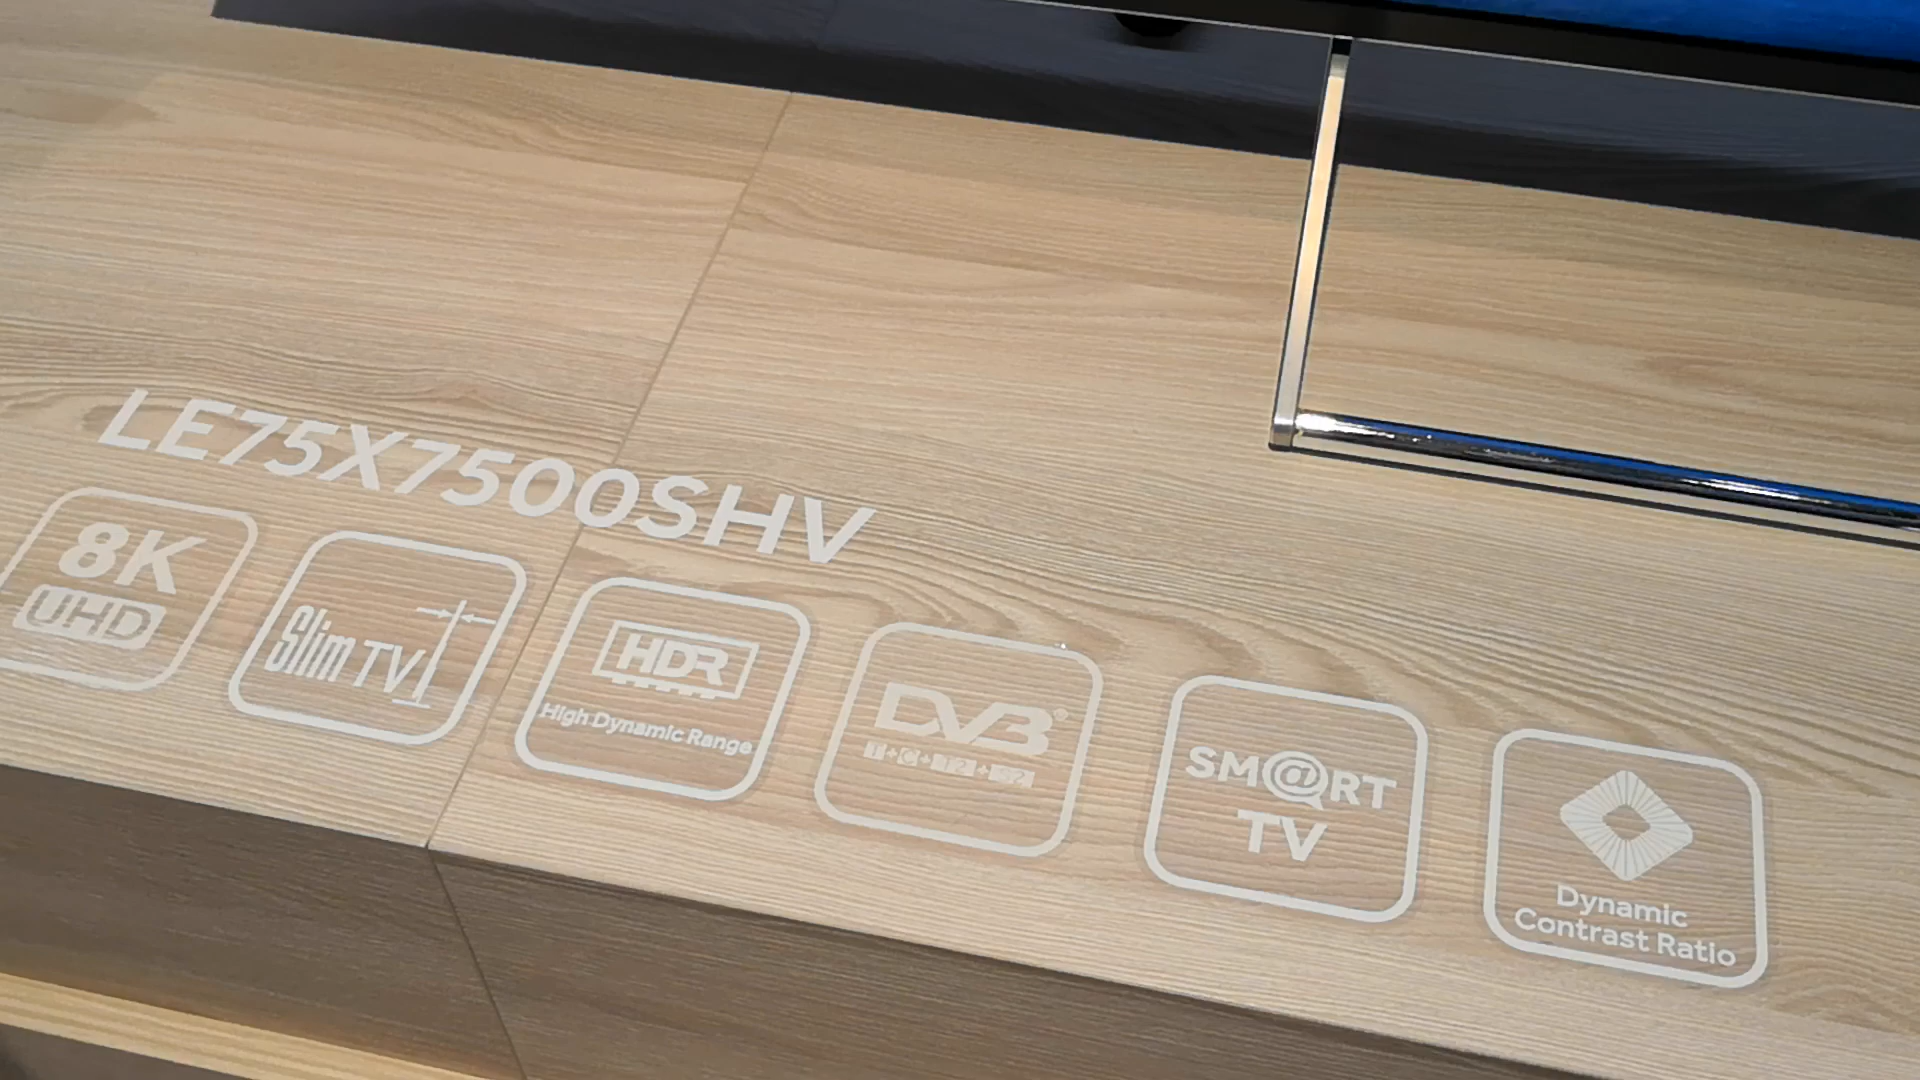 LE75X7500SHV
8K
UHD
Slim TV
HDR
High Dynamic Range
DVB®
T+C+T2+S2
SM@RT
TV
Dynamic
Contrast Ratio